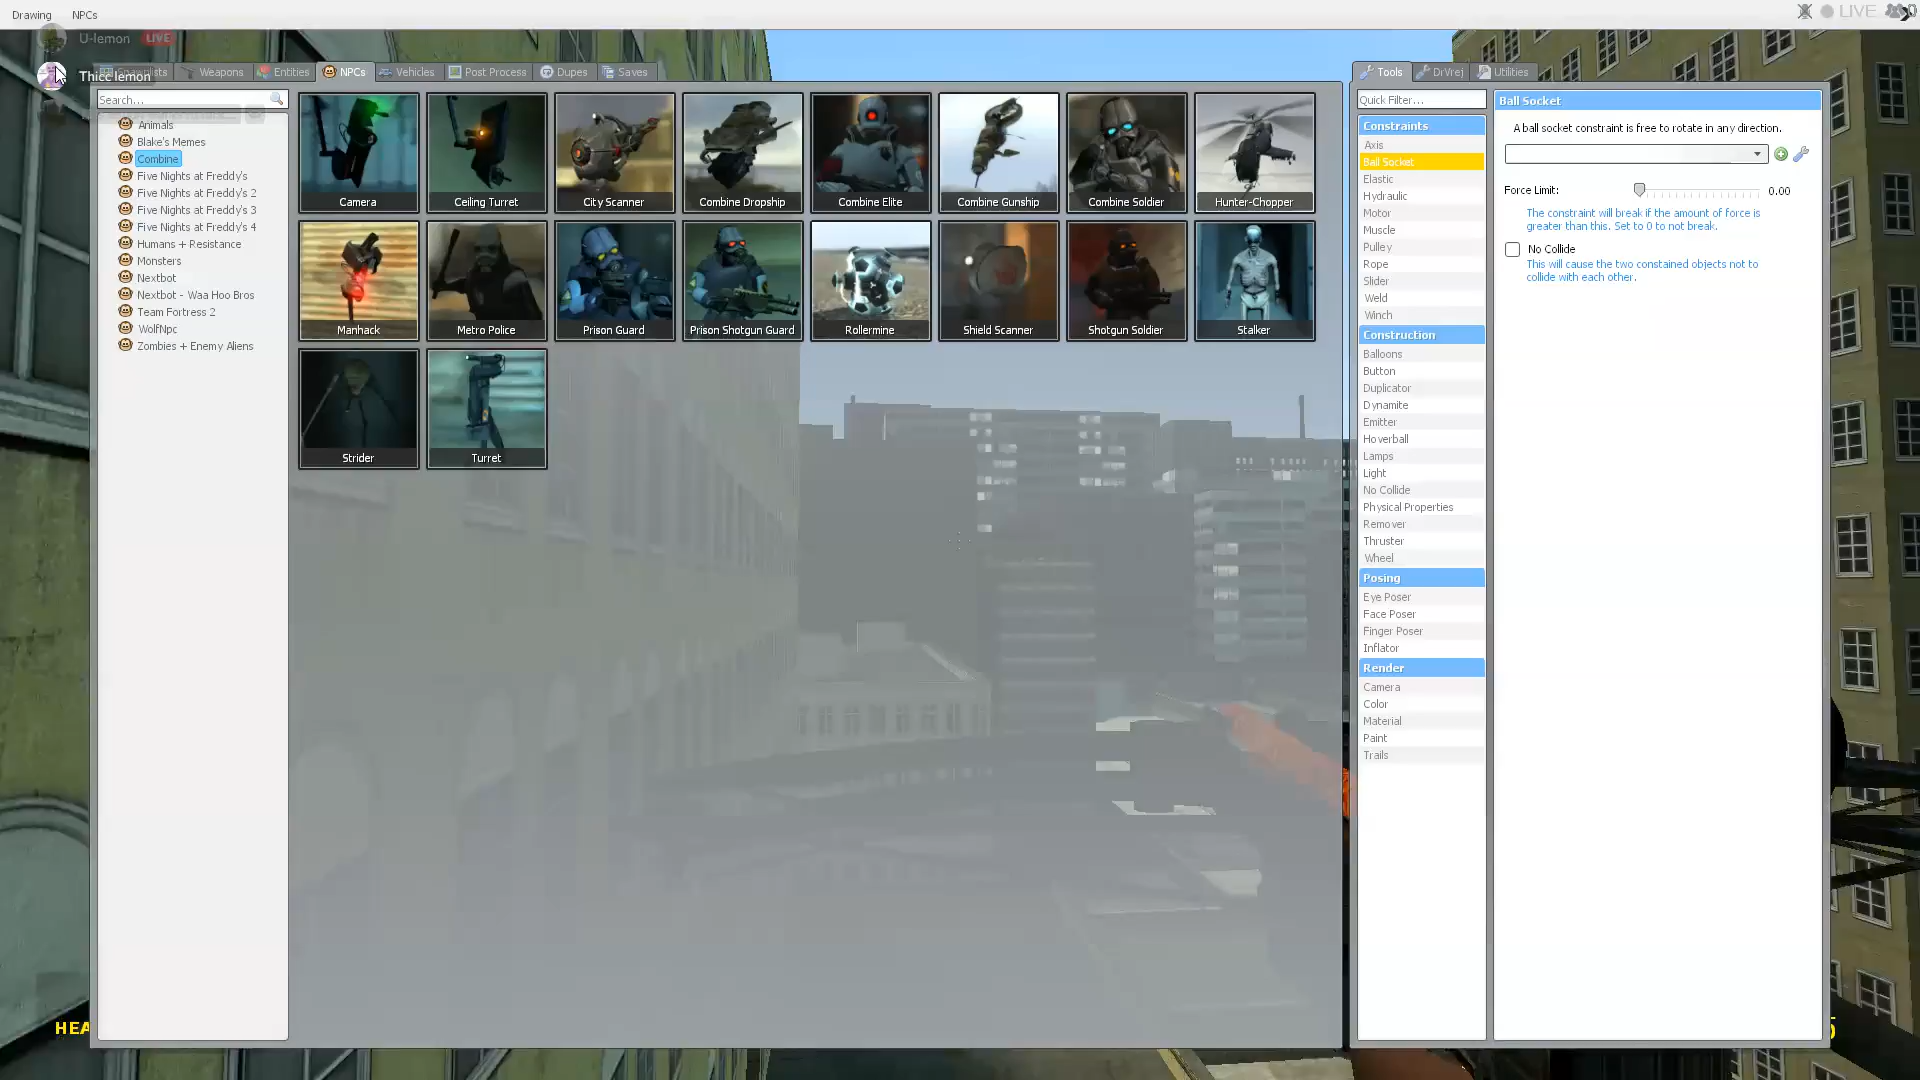 Drawing NPCs
LIVE 0
U-lemon LIVE
Thicc lemon
Weapons Entities NPCs Vehicles Post Process Dupes Saves
Tools DrVrej Utilities
Search...
Animals
Blake's Memes
Combine
Five Nights at Freddy's
Five Nights at Freddy's 2
Five Nights at Freddy's 3
Five Nights at Freddy's 4
Humans + Resistance
Monsters
Nextbot
Nextbot - Waa Hoo Bros
Team Fortress 2
WolfNpc
Zombies + Enemy Aliens
Camera
Ceiling Turret
City Scanner
Combine Dropship
Combine Elite
Combine Gunship
Combine Soldier
Hunter-Chopper
Manhack
Metro Police
Prison Guard
Prison Shotgun Guard
Rollermine
Shield Scanner
Shotgun Soldier
Stalker
Strider
Turret
Quick Filter...
Constraints
Axis
Ball Socket
Elastic
Hydraulic
Motor
Muscle
Pulley
Rope
Slider
Weld
Winch
Construction
Balloons
Button
Duplicator
Dynamite
Emitter
Hoverball
Lamps
Light
No Collide
Physical Properties
Remover
Thruster
Wheel
Posing
Eye Poser
Face Poser
Finger Poser
Inflator
Render
Camera
Color
Material
Paint
Trails
Ball Socket
A ball socket constraint is free to rotate in any direction.
Force Limit: 0.00
The constraint will break if the amount of force is
greater than this. Set to 0 to not break.
No Collide
This will cause the two constained objects not to
collide with each other.
HEA
5